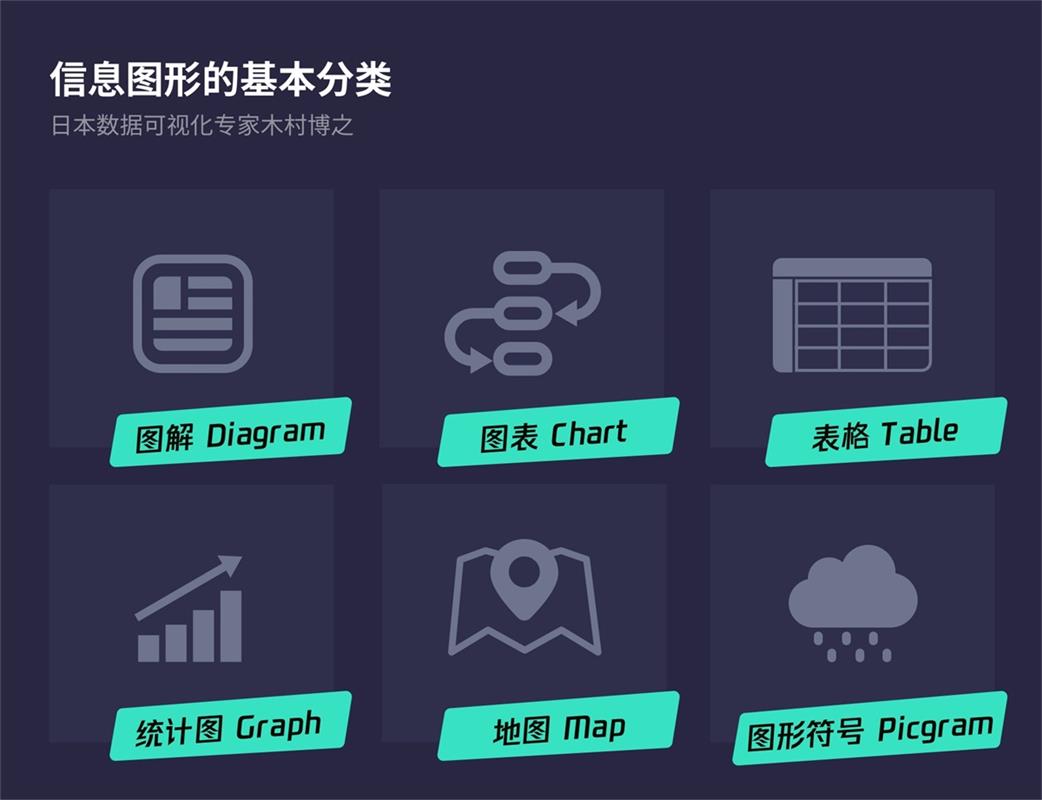 信息图形的基本分类
日本数据可视化专家木村博之
图解 Diagram
图表 Chart
表格 Table
统计图 Graph
地图 Map
图形符号 Picgram